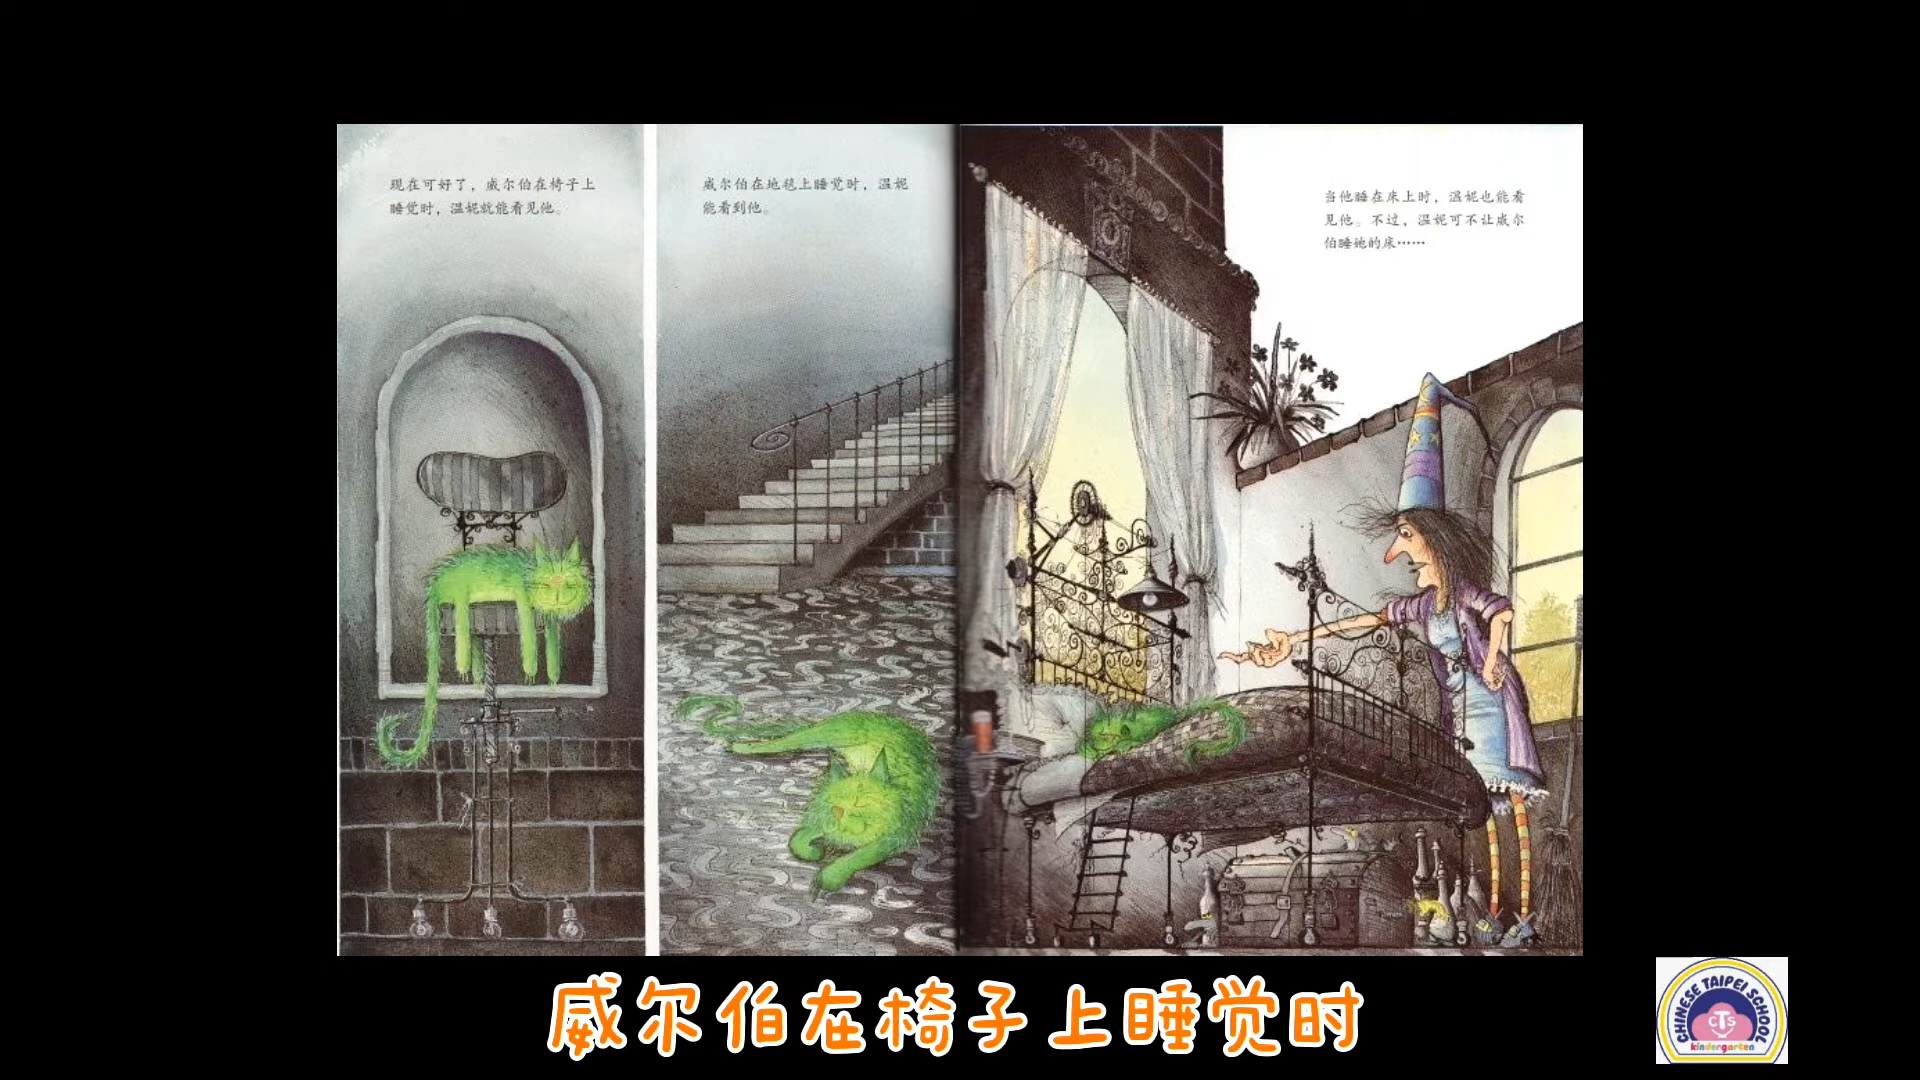 现在可好了，威尔伯在椅子上
睡觉时，温妮就能看见他。
威尔伯在地毯上睡觉时，温妮
能看到他。
当他睡在床上时，温妮也能看
见他。不过，温妮可不让威尔
伯睡她的床……
威尔伯在椅子上睡觉时
CHINESE TAIPEI SCHOOL
CTS
kindergarten